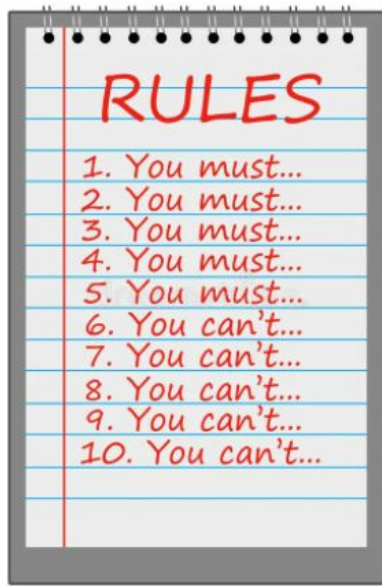 RULES
1. You must...
2. You must...
3. You must...
4. You must...
5. You must...
6. You can't...
7. You can't...
8. You can't...
9. You can't...
10. You can't...